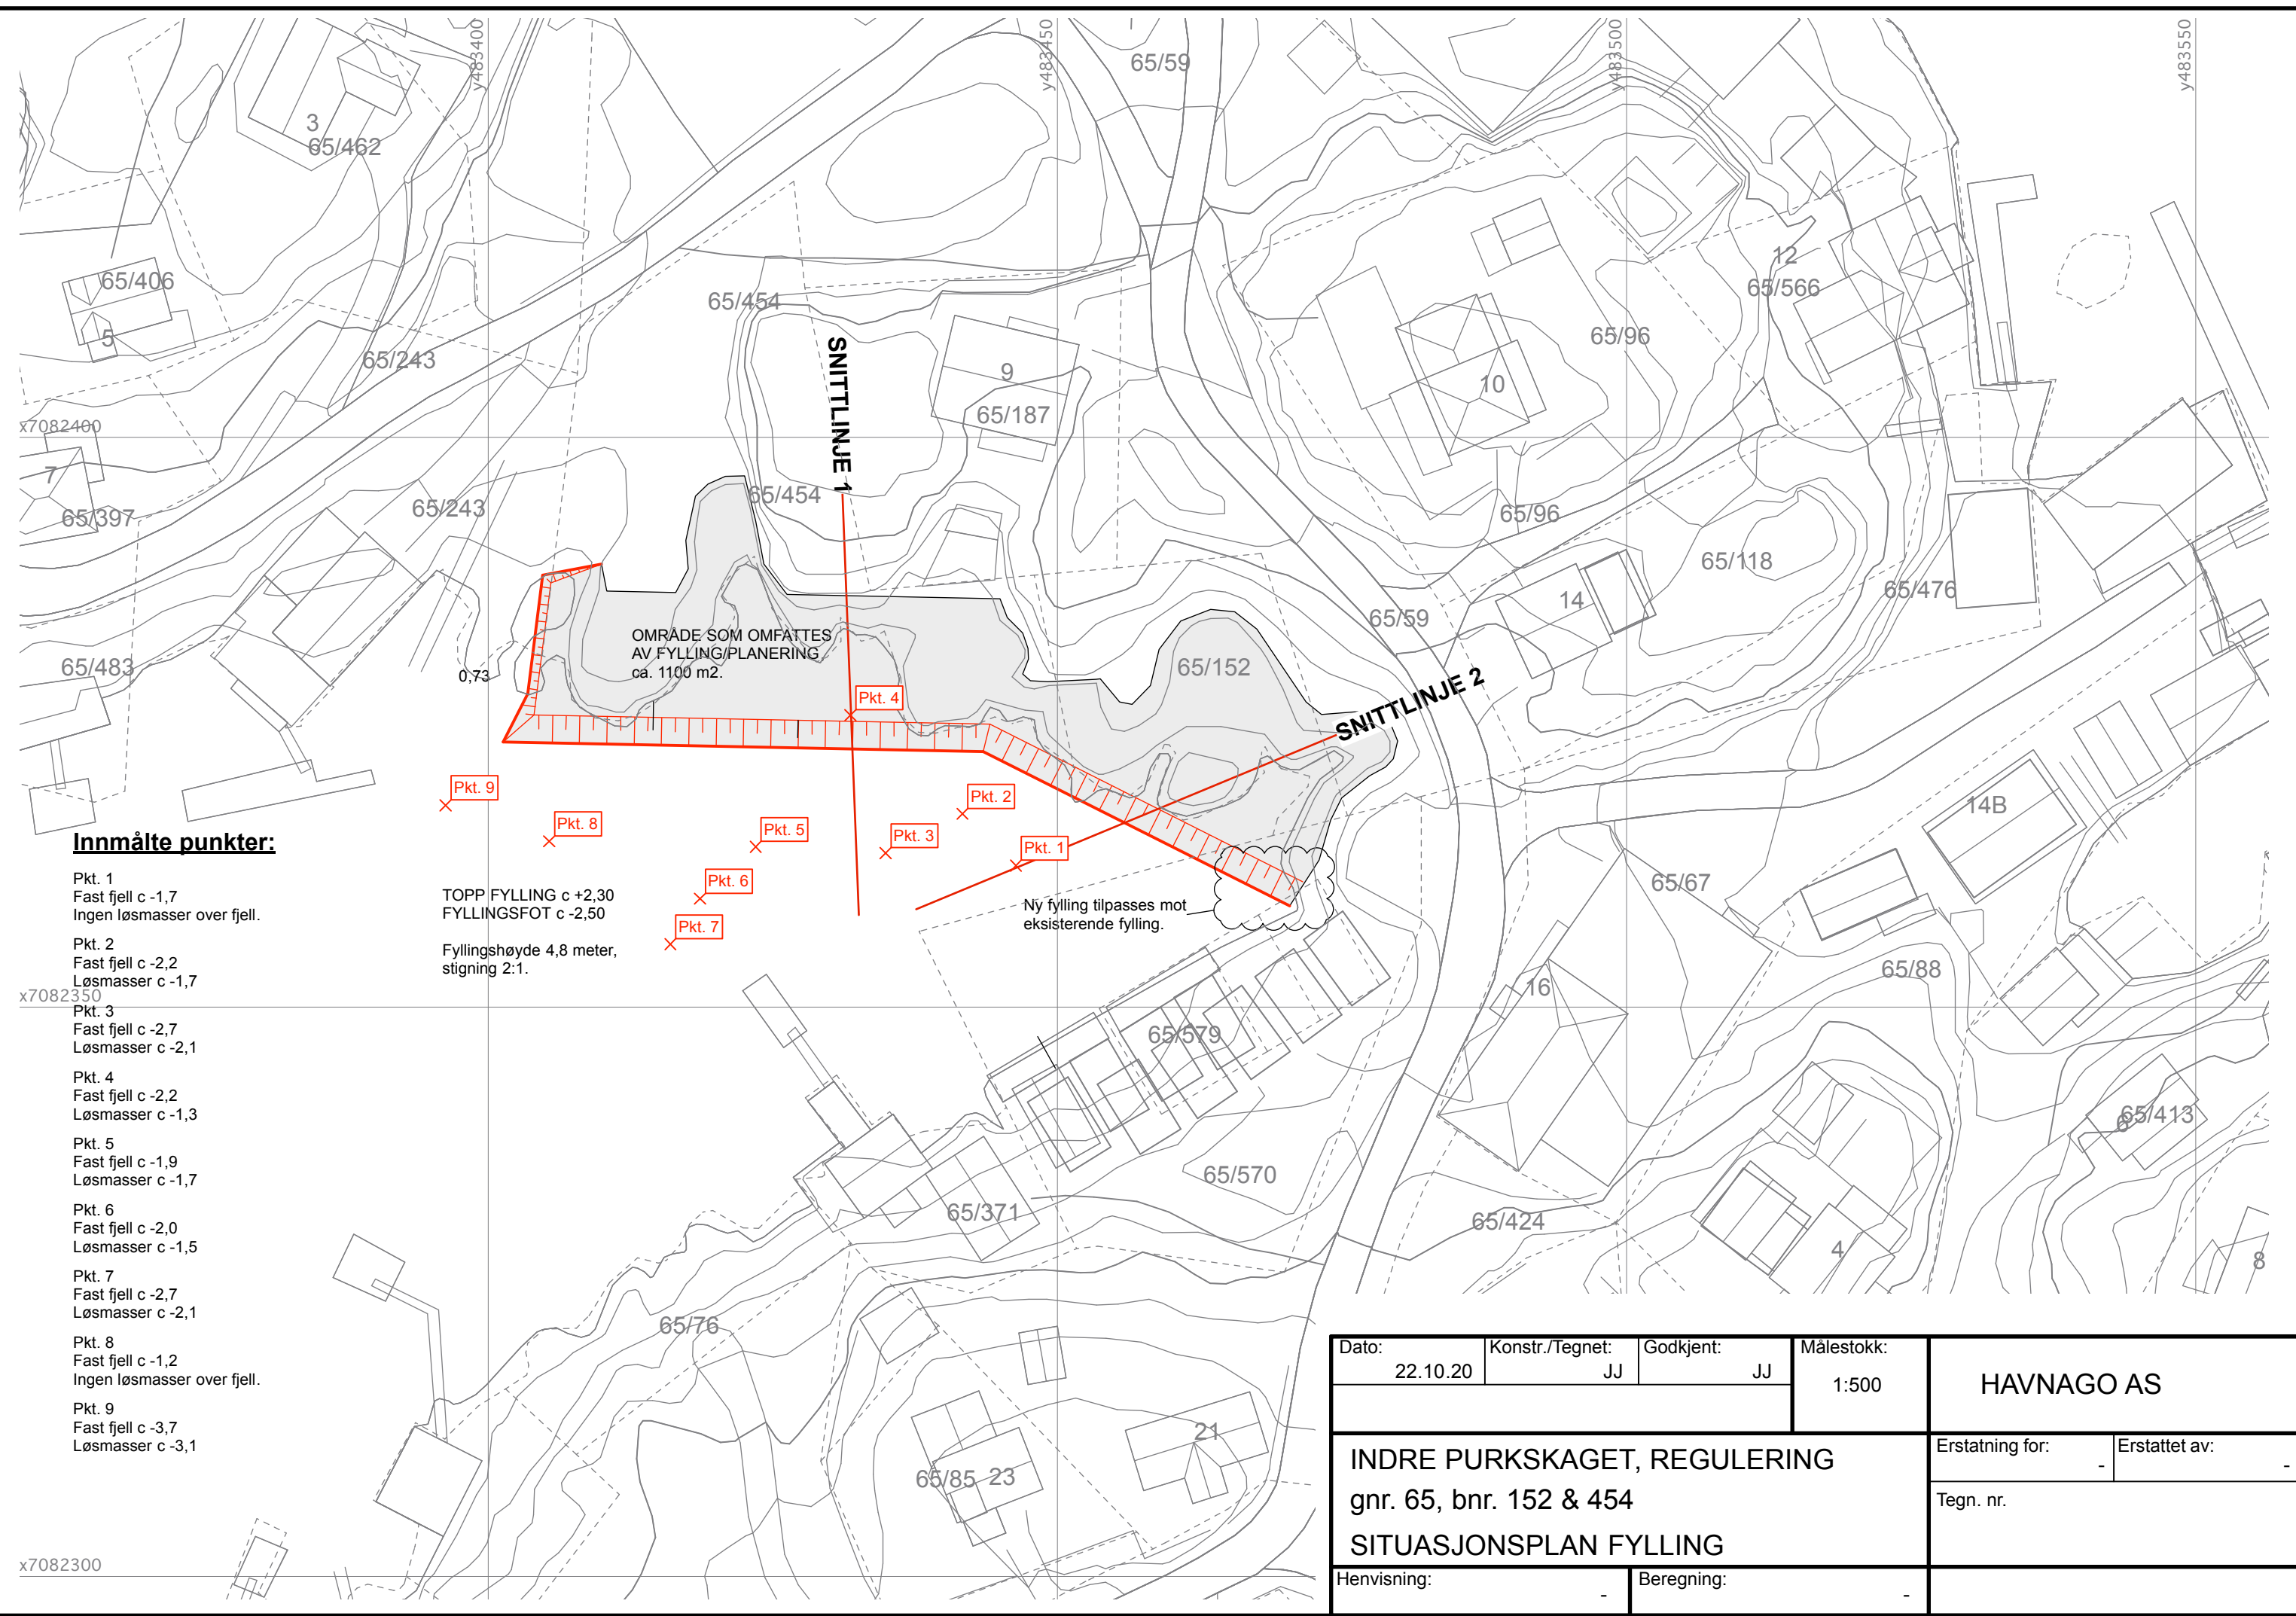 y483400
y483450
y483500
y483550
65/59
3
65/462
65/406
5
65/243
65/454
SNITTLINJE 1
9
65/187
10
65/96
12
65/566
x7082400
7
65/397
65/243
65/454
65/96
65/118
65/476
14
65/59
65/483
0,73
OMRÅDE SOM OMFATTES
AV FYLLING/PLANERING
ca. 1100 m2.
65/152
SNITTLINJE 2
Pkt. 4
Pkt. 9
Pkt. 8
Pkt. 5
Pkt. 2
Pkt. 3
Pkt. 1
Pkt. 6
Pkt. 7
14B
65/67
65/88
16
TOPP FYLLING c +2,30
FYLLINGSFOT c -2,50
Fyllingshøyde 4,8 meter,
stigning 2:1.
Ny fylling tilpasses mot
eksisterende fylling.
Innmålte punkter:
Pkt. 1
Fast fjell c -1,7
Ingen løsmasser over fjell.
Pkt. 2
Fast fjell c -2,2
Løsmasser c -1,7
x7082350
Pkt. 3
Fast fjell c -2,7
Løsmasser c -2,1
Pkt. 4
Fast fjell c -2,2
Løsmasser c -1,3
Pkt. 5
Fast fjell c -1,9
Løsmasser c -1,7
Pkt. 6
Fast fjell c -2,0
Løsmasser c -1,5
Pkt. 7
Fast fjell c -2,7
Løsmasser c -2,1
Pkt. 8
Fast fjell c -1,2
Ingen løsmasser over fjell.
Pkt. 9
Fast fjell c -3,7
Løsmasser c -3,1
65/579
65/570
65/371
65/424
65/413
6
4
8
65/76
65/85
23
21
x7082300
Dato:
22.10.20
Konstr./Tegnet:
JJ
Godkjent:
JJ
Målestokk:
1:500
HAVNAGO AS
INDRE PURKSKAGET, REGULERING
gnr. 65, bnr. 152 & 454
SITUASJONSPLAN FYLLING
Erstatning for:
-
Erstattet av:
-
Tegn. nr.
Henvisning:
-
Beregning:
-